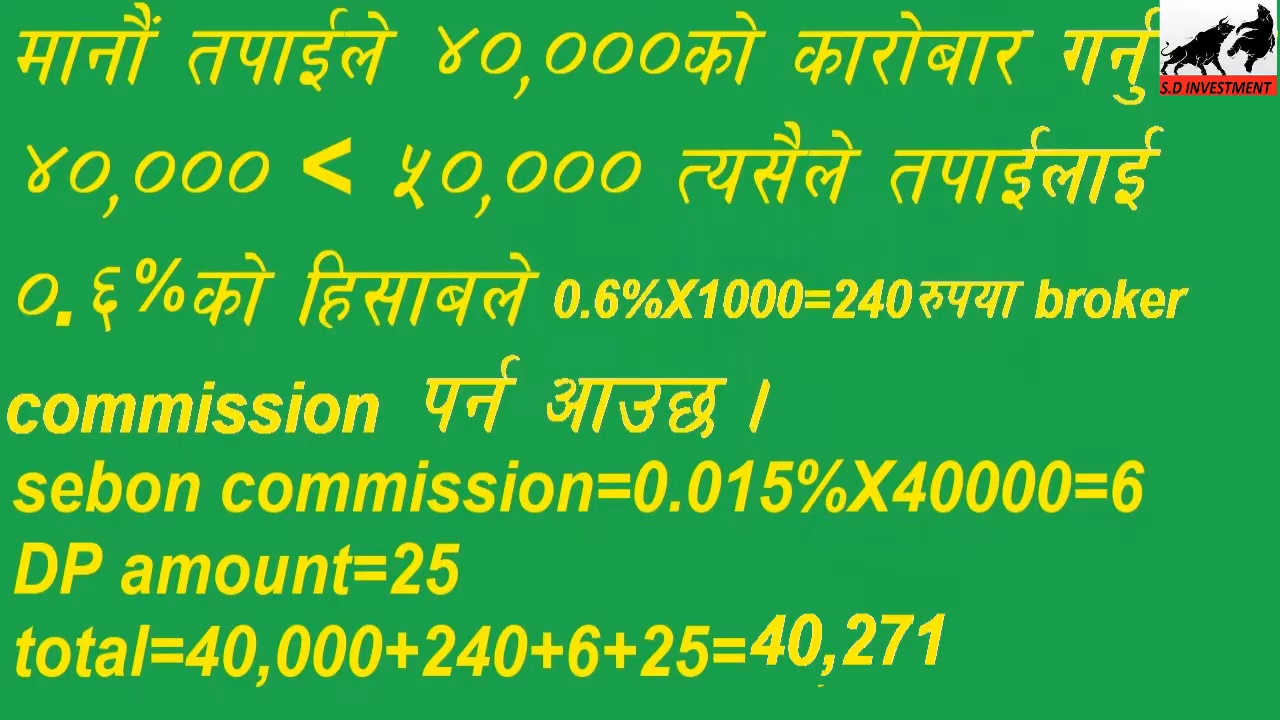 मानौं तपाईले ४०,०००को कारोबार गर्नु
S.D INVESTMENT
४०,००० < ५०,००० त्यसैले तपाईलाई
०.६%को हिसाबले 0.6%X1000=240रुपया broker
commission पर्न आउछ ।
sebon commission=0.015%X40000=6
DP amount=25
total=40,000+240+6+25=40,271